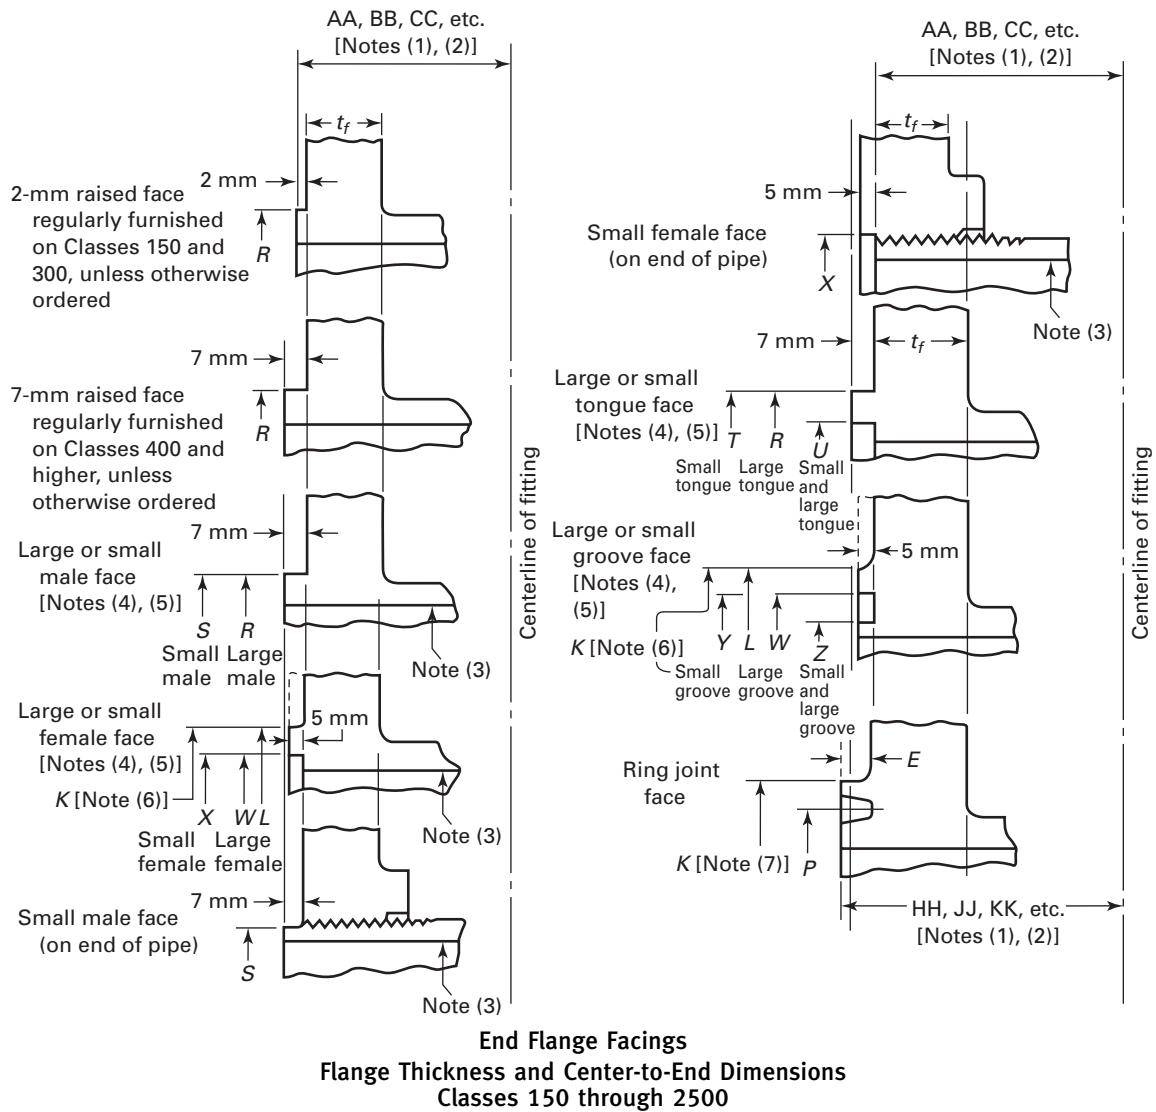 AA, BB, CC, etc.
[Notes (1), (2)]
tf
2 mm
2-mm raised face
regularly furnished
on Classes 150 and
300, unless otherwise
ordered
R
7 mm
7-mm raised face
regularly furnished
on Classes 400 and
higher, unless
otherwise ordered
R
7 mm
Large or small
male face
[Notes (4), (5)]
S R
Small Large
male male
Note (3)
Large or small
female face
[Notes (4), (5)]
5 mm
K [Note (6)]
X W L
Small Large
female female
Note (3)
7 mm
Small male face
(on end of pipe)
S
Note (3)
Centerline of fitting
AA, BB, CC, etc.
[Notes (1), (2)]
tf
5 mm
Small female face
(on end of pipe)
X
Note (3)
7 mm
tf
Large or small
tongue face
[Notes (4), (5)]
T R U
Small Large Small
tongue tongue and
large
tongue
Large or small
groove face
[Notes (4),
(5)]
5 mm
K [Note (6)]
Y L W Z
Small Large Small
groove groove and
large
groove
Ring joint
face
E
K [Note (7)]
P
HH, JJ, KK, etc.
[Notes (1), (2)]
Centerline of fitting
End Flange Facings
Flange Thickness and Center-to-End Dimensions
Classes 150 through 2500